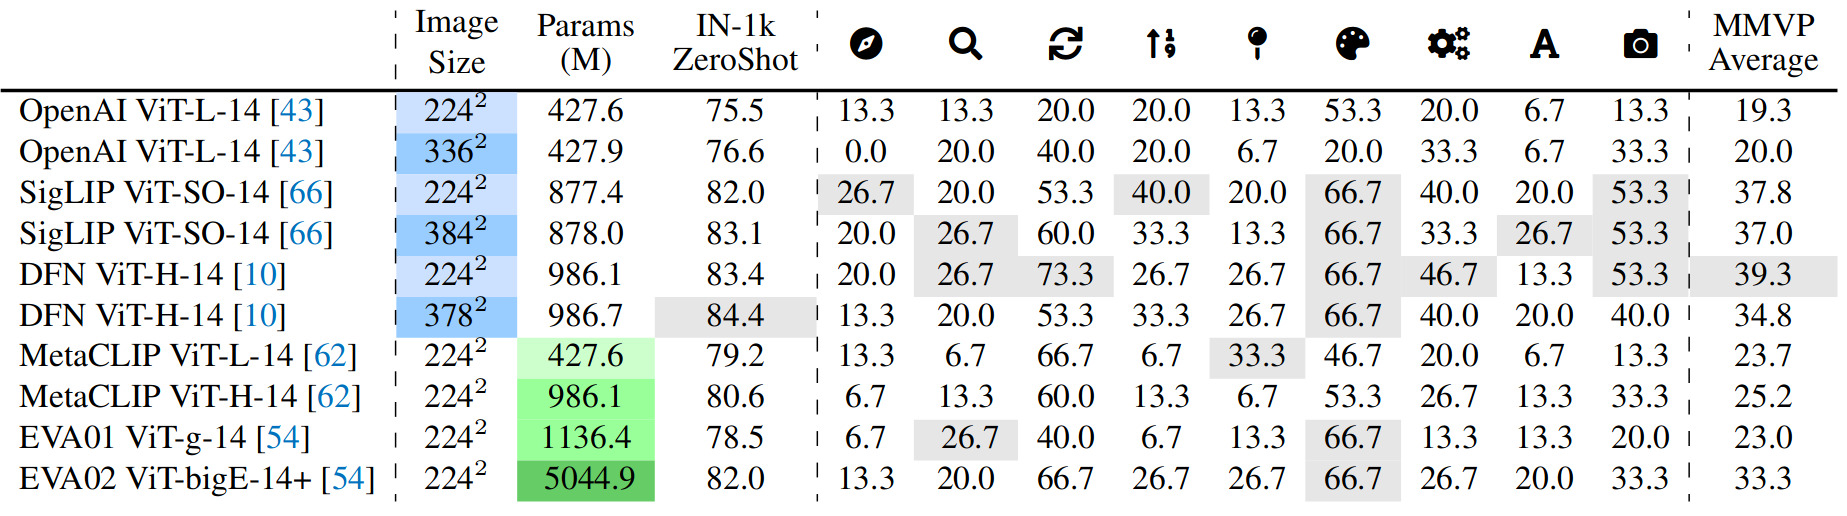 Image Size Params (M) IN-1k ZeroShot MMVP Average
OpenAI ViT-L-14 [43] 224² 427.6 75.5 13.3 13.3 20.0 20.0 13.3 53.3 20.0 6.7 13.3 19.3
OpenAI ViT-L-14 [43] 336² 427.9 76.6 0.0 20.0 40.0 20.0 6.7 20.0 33.3 6.7 33.3 20.0
SigLIP ViT-SO-14 [66] 224² 877.4 82.0 26.7 20.0 53.3 40.0 20.0 66.7 40.0 20.0 53.3 37.8
SigLIP ViT-SO-14 [66] 384² 878.0 83.1 20.0 26.7 60.0 33.3 13.3 66.7 33.3 26.7 53.3 37.0
DFN ViT-H-14 [10] 224² 986.1 83.4 20.0 26.7 73.3 26.7 26.7 66.7 46.7 13.3 53.3 39.3
DFN ViT-H-14 [10] 378² 986.7 84.4 13.3 20.0 53.3 33.3 26.7 66.7 40.0 20.0 40.0 34.8
MetaCLIP ViT-L-14 [62] 224² 427.6 79.2 13.3 6.7 66.7 6.7 33.3 46.7 20.0 6.7 13.3 23.7
MetaCLIP ViT-H-14 [62] 224² 986.1 80.6 6.7 13.3 60.0 13.3 6.7 53.3 26.7 13.3 33.3 25.2
EVA01 ViT-g-14 [54] 224² 1136.4 78.5 6.7 26.7 40.0 6.7 13.3 66.7 13.3 13.3 20.0 23.0
EVA02 ViT-bigE-14+ [54] 224² 5044.9 82.0 13.3 20.0 66.7 26.7 26.7 66.7 26.7 20.0 33.3 33.3